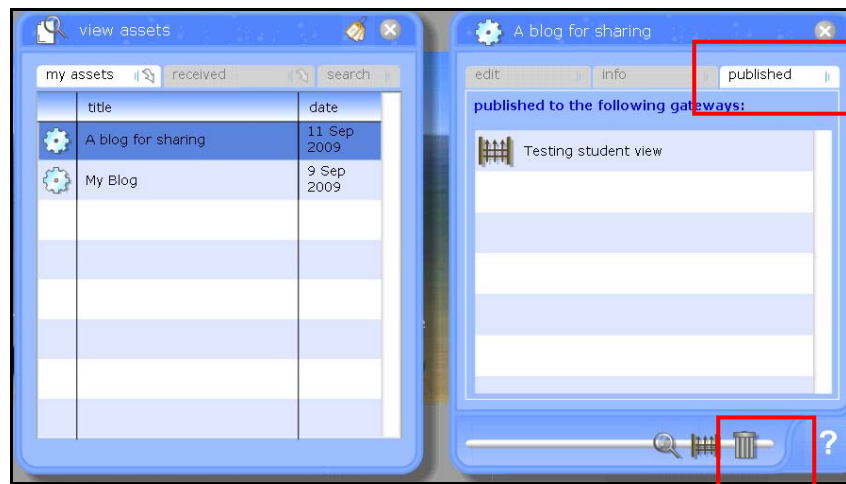 view assets
my assets received search
title date
A blog for sharing 11 Sep
2009
My Blog 9 Sep
2009
A blog for sharing
edit info published
published to the following gateways:
Testing student view
?